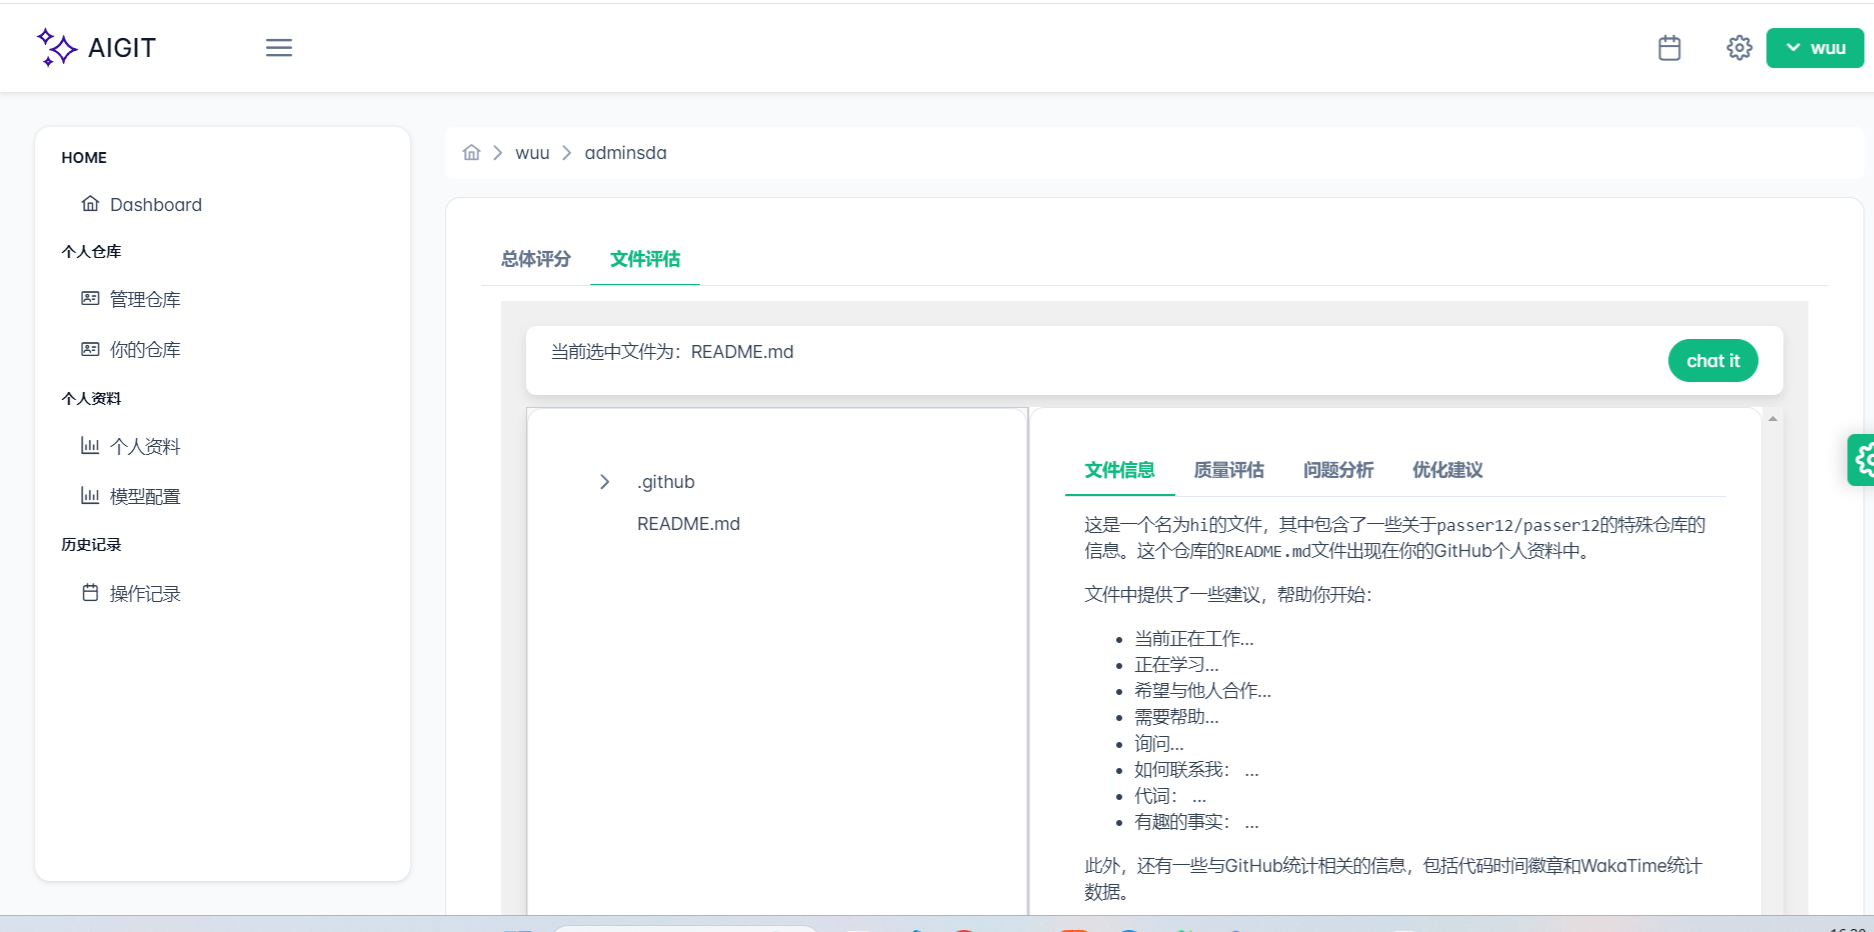 AIGIT
wuu
HOME
Dashboard
个人仓库
管理仓库
你的仓库
个人资料
个人资料
模型配置
历史记录
操作记录
wuu
adminsda
总体评分
文件评估
当前选中文件为：README.md
chat it
.github
README.md
文件信息
质量评估
问题分析
优化建议
这是一个名为hi的文件，其中包含了一些关于passer12/passer12的特殊仓库的
信息。这个仓库的README.md文件出现在你的GitHub个人资料中。
文件中提供了一些建议，帮助你开始：
当前正在工作...
正在学习...
希望与他人合作...
需要帮助...
询问...
如何联系我： ...
代词： ...
有趣的事实： ...
此外，还有一些与GitHub统计相关的信息，包括代码时间徽章和WakaTime统计
数据。